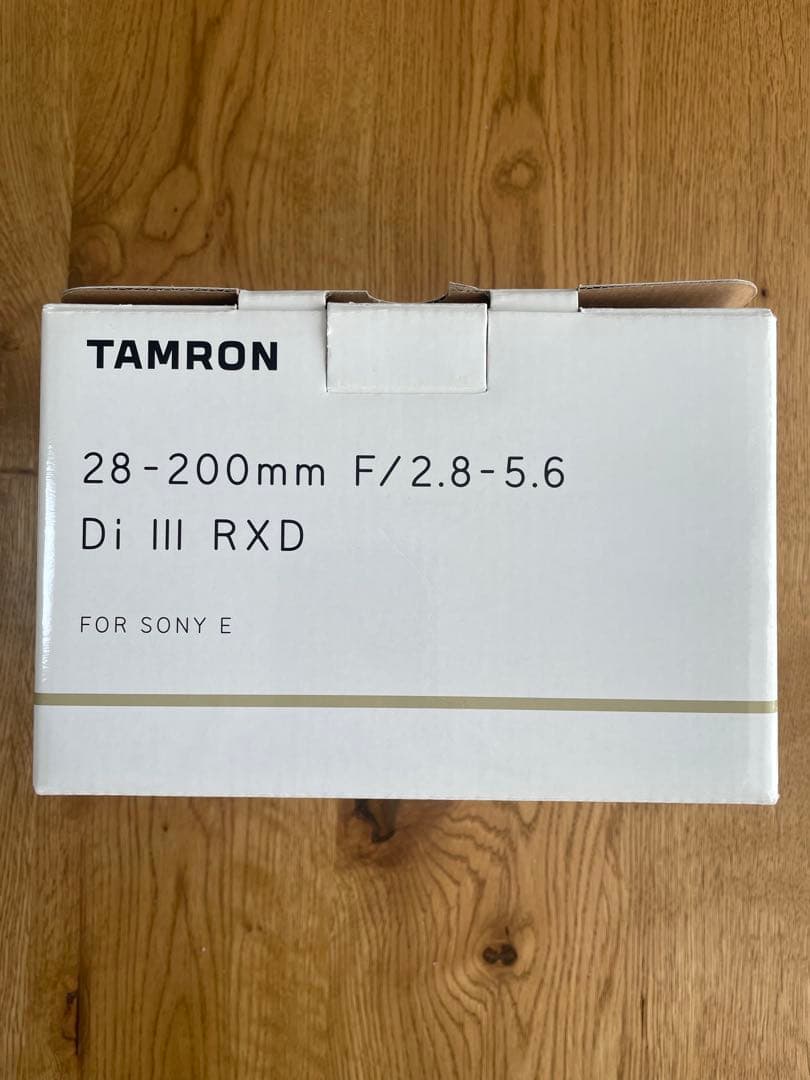 TAMRON
28-200mm F/2.8-5.6
Di III RXD
FOR SONY E